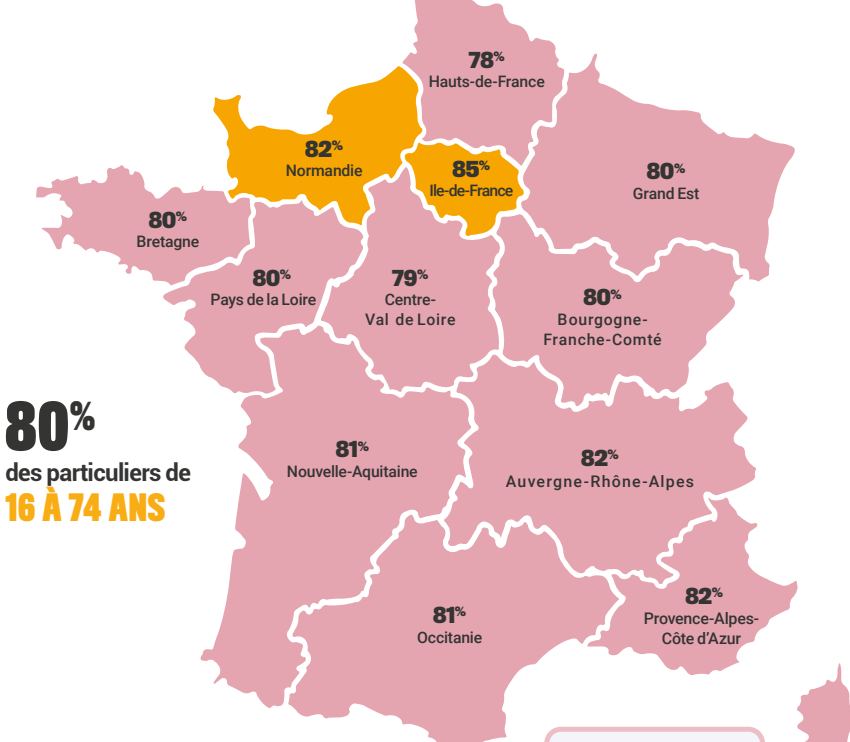 78%
Hauts-de-France
82%
Normandie
85%
Ile-de-France
80%
Grand Est
80%
Bretagne
80%
Pays de la Loire
79%
Centre-
Val de Loire
80%
Bourgogne-
Franche-Comté
80%
des particuliers de
16 À 74 ANS
81%
Nouvelle-Aquitaine
82%
Auvergne-Rhône-Alpes
81%
Occitanie
82%
Provence-Alpes-
Côte d'Azur